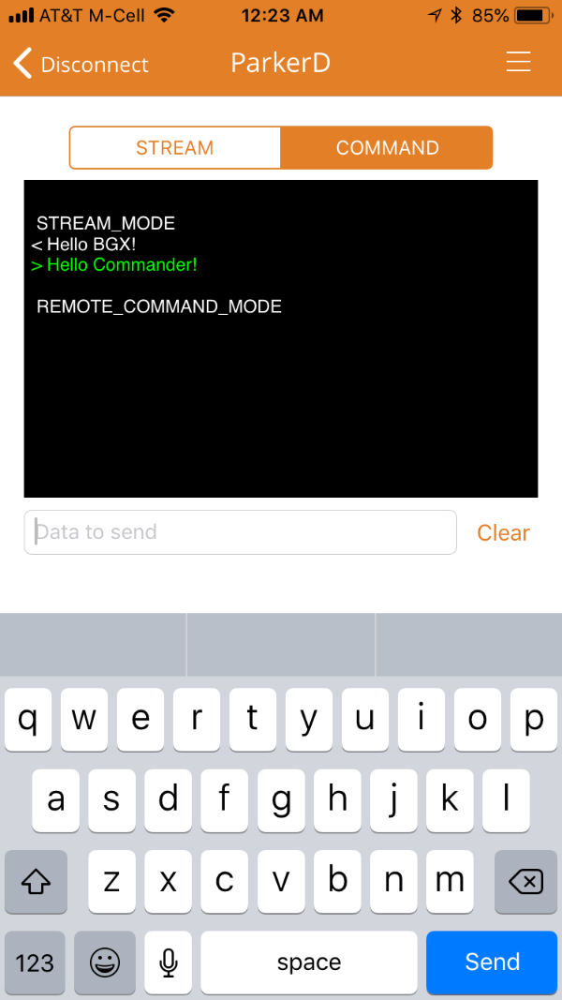 AT&T M-Cell 12:23 AM 85%
Disconnect ParkerD
STREAM COMMAND
STREAM_MODE
< Hello BGX!
> Hello Commander!
REMOTE_COMMAND_MODE
Data to send Clear
q w e r t y u i o p
a s d f g h j k l
z x c v b n m
123 space Send